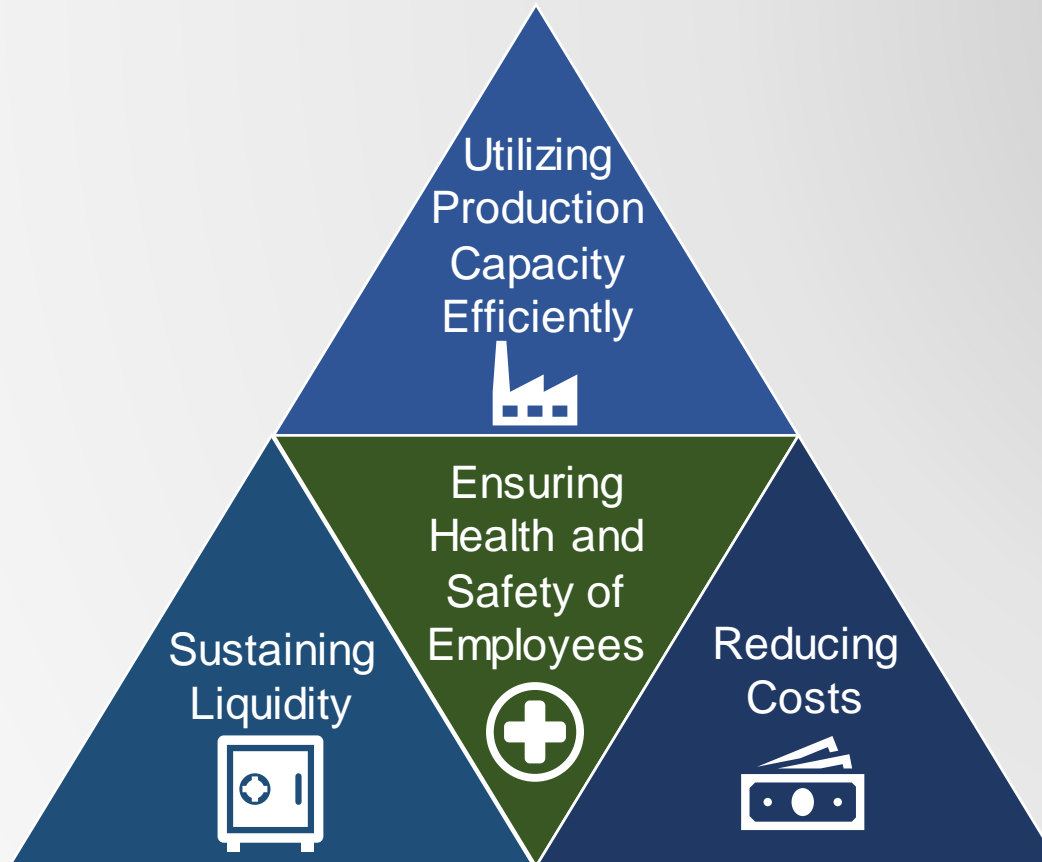 Utilizing
Production
Capacity
Efficiently
Ensuring
Health and
Safety of
Employees
Sustaining
Liquidity
Reducing
Costs